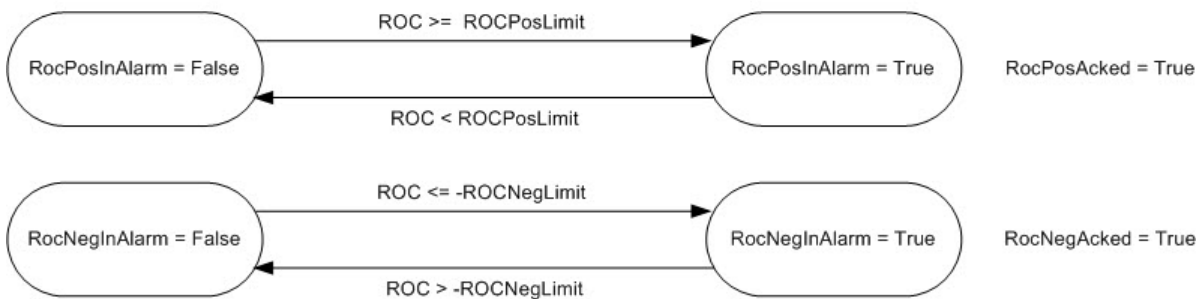 ROC >= ROCPosLimit
RocPosInAlarm = False
RocPosInAlarm = True
RocPosAcked = True
ROC < ROCPosLimit
ROC <= -ROCNegLimit
RocNegInAlarm = False
RocNegInAlarm = True
RocNegAcked = True
ROC > -ROCNegLimit